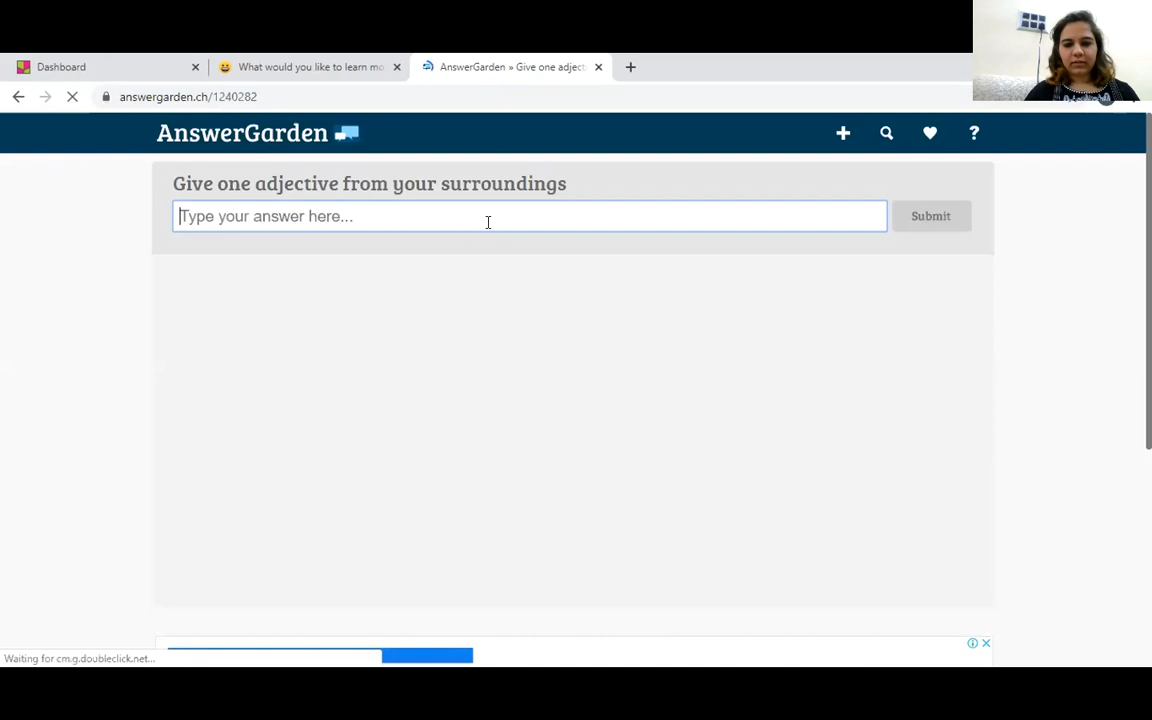 Dashboard
What would you like to learn mo
AnswerGarden » Give one adject
answergarden.ch/1240282
AnswerGarden
Give one adjective from your surroundings
Type your answer here...
Submit
Waiting for cm.g.doubleclick.net...